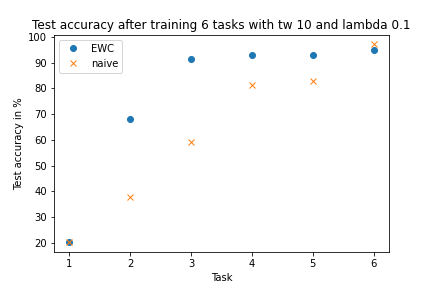 Test accuracy after training 6 tasks with tw 10 and lambda 0.1
100
90
80
70
60
50
40
30
20
Test accuracy in %
EWC
naive
1 2 3 4 5 6
Task